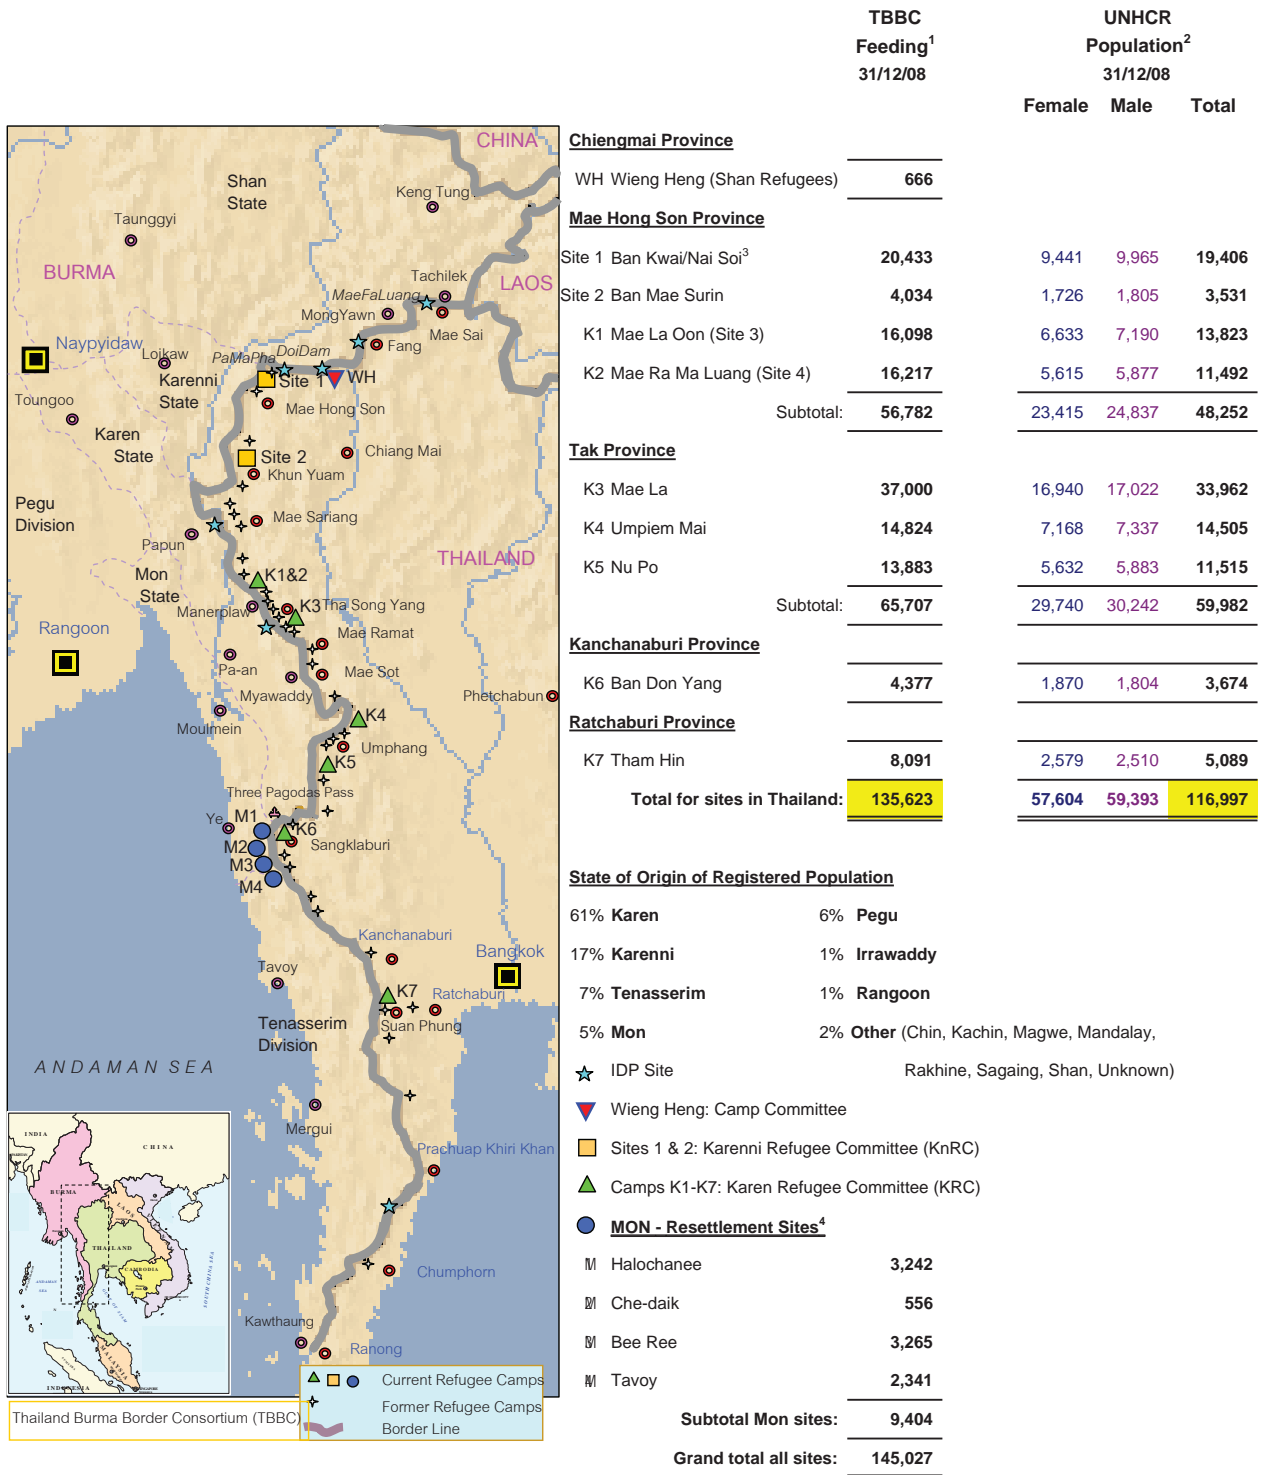 TBBC UNHCR
Feeding1 Population2
31/12/08 31/12/08
Female Male Total
Chiengmai Province
WH Wieng Heng (Shan Refugees) 666
Mae Hong Son Province
Site 1 Ban Kwai/Nai Soi3 20,433 9,441 9,965 19,406
Site 2 Ban Mae Surin 4,034 1,726 1,805 3,531
K1 Mae La Oon (Site 3) 16,098 6,633 7,190 13,823
K2 Mae Ra Ma Luang (Site 4) 16,217 5,615 5,877 11,492
Subtotal: 56,782 23,415 24,837 48,252
Tak Province
K3 Mae La 37,000 16,940 17,022 33,962
K4 Umpiem Mai 14,824 7,168 7,337 14,505
K5 Nu Po 13,883 5,632 5,883 11,515
Subtotal: 65,707 29,740 30,242 59,982
Kanchanaburi Province
K6 Ban Don Yang 4,377 1,870 1,804 3,674
Ratchaburi Province
K7 Tham Hin 8,091 2,579 2,510 5,089
Total for sites in Thailand: 135,623 57,604 59,393 116,997
State of Origin of Registered Population
61% Karen 6% Pegu
17% Karenni 1% Irrawaddy
7% Tenasserim 1% Rangoon
5% Mon 2% Other (Chin, Kachin, Magwe, Mandalay,
IDP Site Rakhine, Sagaing, Shan, Unknown)
Wieng Heng: Camp Committee
Sites 1 & 2: Karenni Refugee Committee (KnRC)
Camps K1-K7: Karen Refugee Committee (KRC)
MON - Resettlement Sites4
Halochanee 3,242
Che-daik 556
Bee Ree 3,265
Tavoy 2,341
Subtotal Mon sites: 9,404
Grand total all sites: 145,027
CHINA
Shan
State
Keng Tung
Taunggyi
BURMA
Tachilek
LAOS
MaeFaLuang
MongYawn
Mae Sai
Naypyidaw
Loikaw
PaMaPha
DoiDam
Fang
Karenni
State
Site 1
WH
Toungoo
Mae Hong Son
Karen
State
Site 2
Chiang Mai
Khun Yuam
Pegu
Division
Mae Sariang
Papun
THAILAND
Mon
State
K1&2
Manerplaw
K3
Tha Song Yang
Rangoon
Mae Ramat
Pa-an
Mae Sot
Myawaddy
Phetchabun
Moulmein
K4
Umphang
K5
Three Pagodas Pass
Ye
M1
K6
M2
Sangklaburi
M3
M4
Kanchanaburi
Bangkok
Tavoy
K7
Ratchaburi
Suan Phung
Tenasserim
Division
ANDAMAN SEA
Mergui
Prachuap Khiri Khan
Chumphorn
Kawthaung
Ranong
INDIA
CHINA
BURMA
LAOS
THAILAND
CAMBODIA
ANDAMAN
SEA
SOUTH CHINA SEA
MALAYSIA
INDONESIA
Current Refugee Camps
Former Refugee Camps
Border Line
Thailand Burma Border Consortium (TBBC)